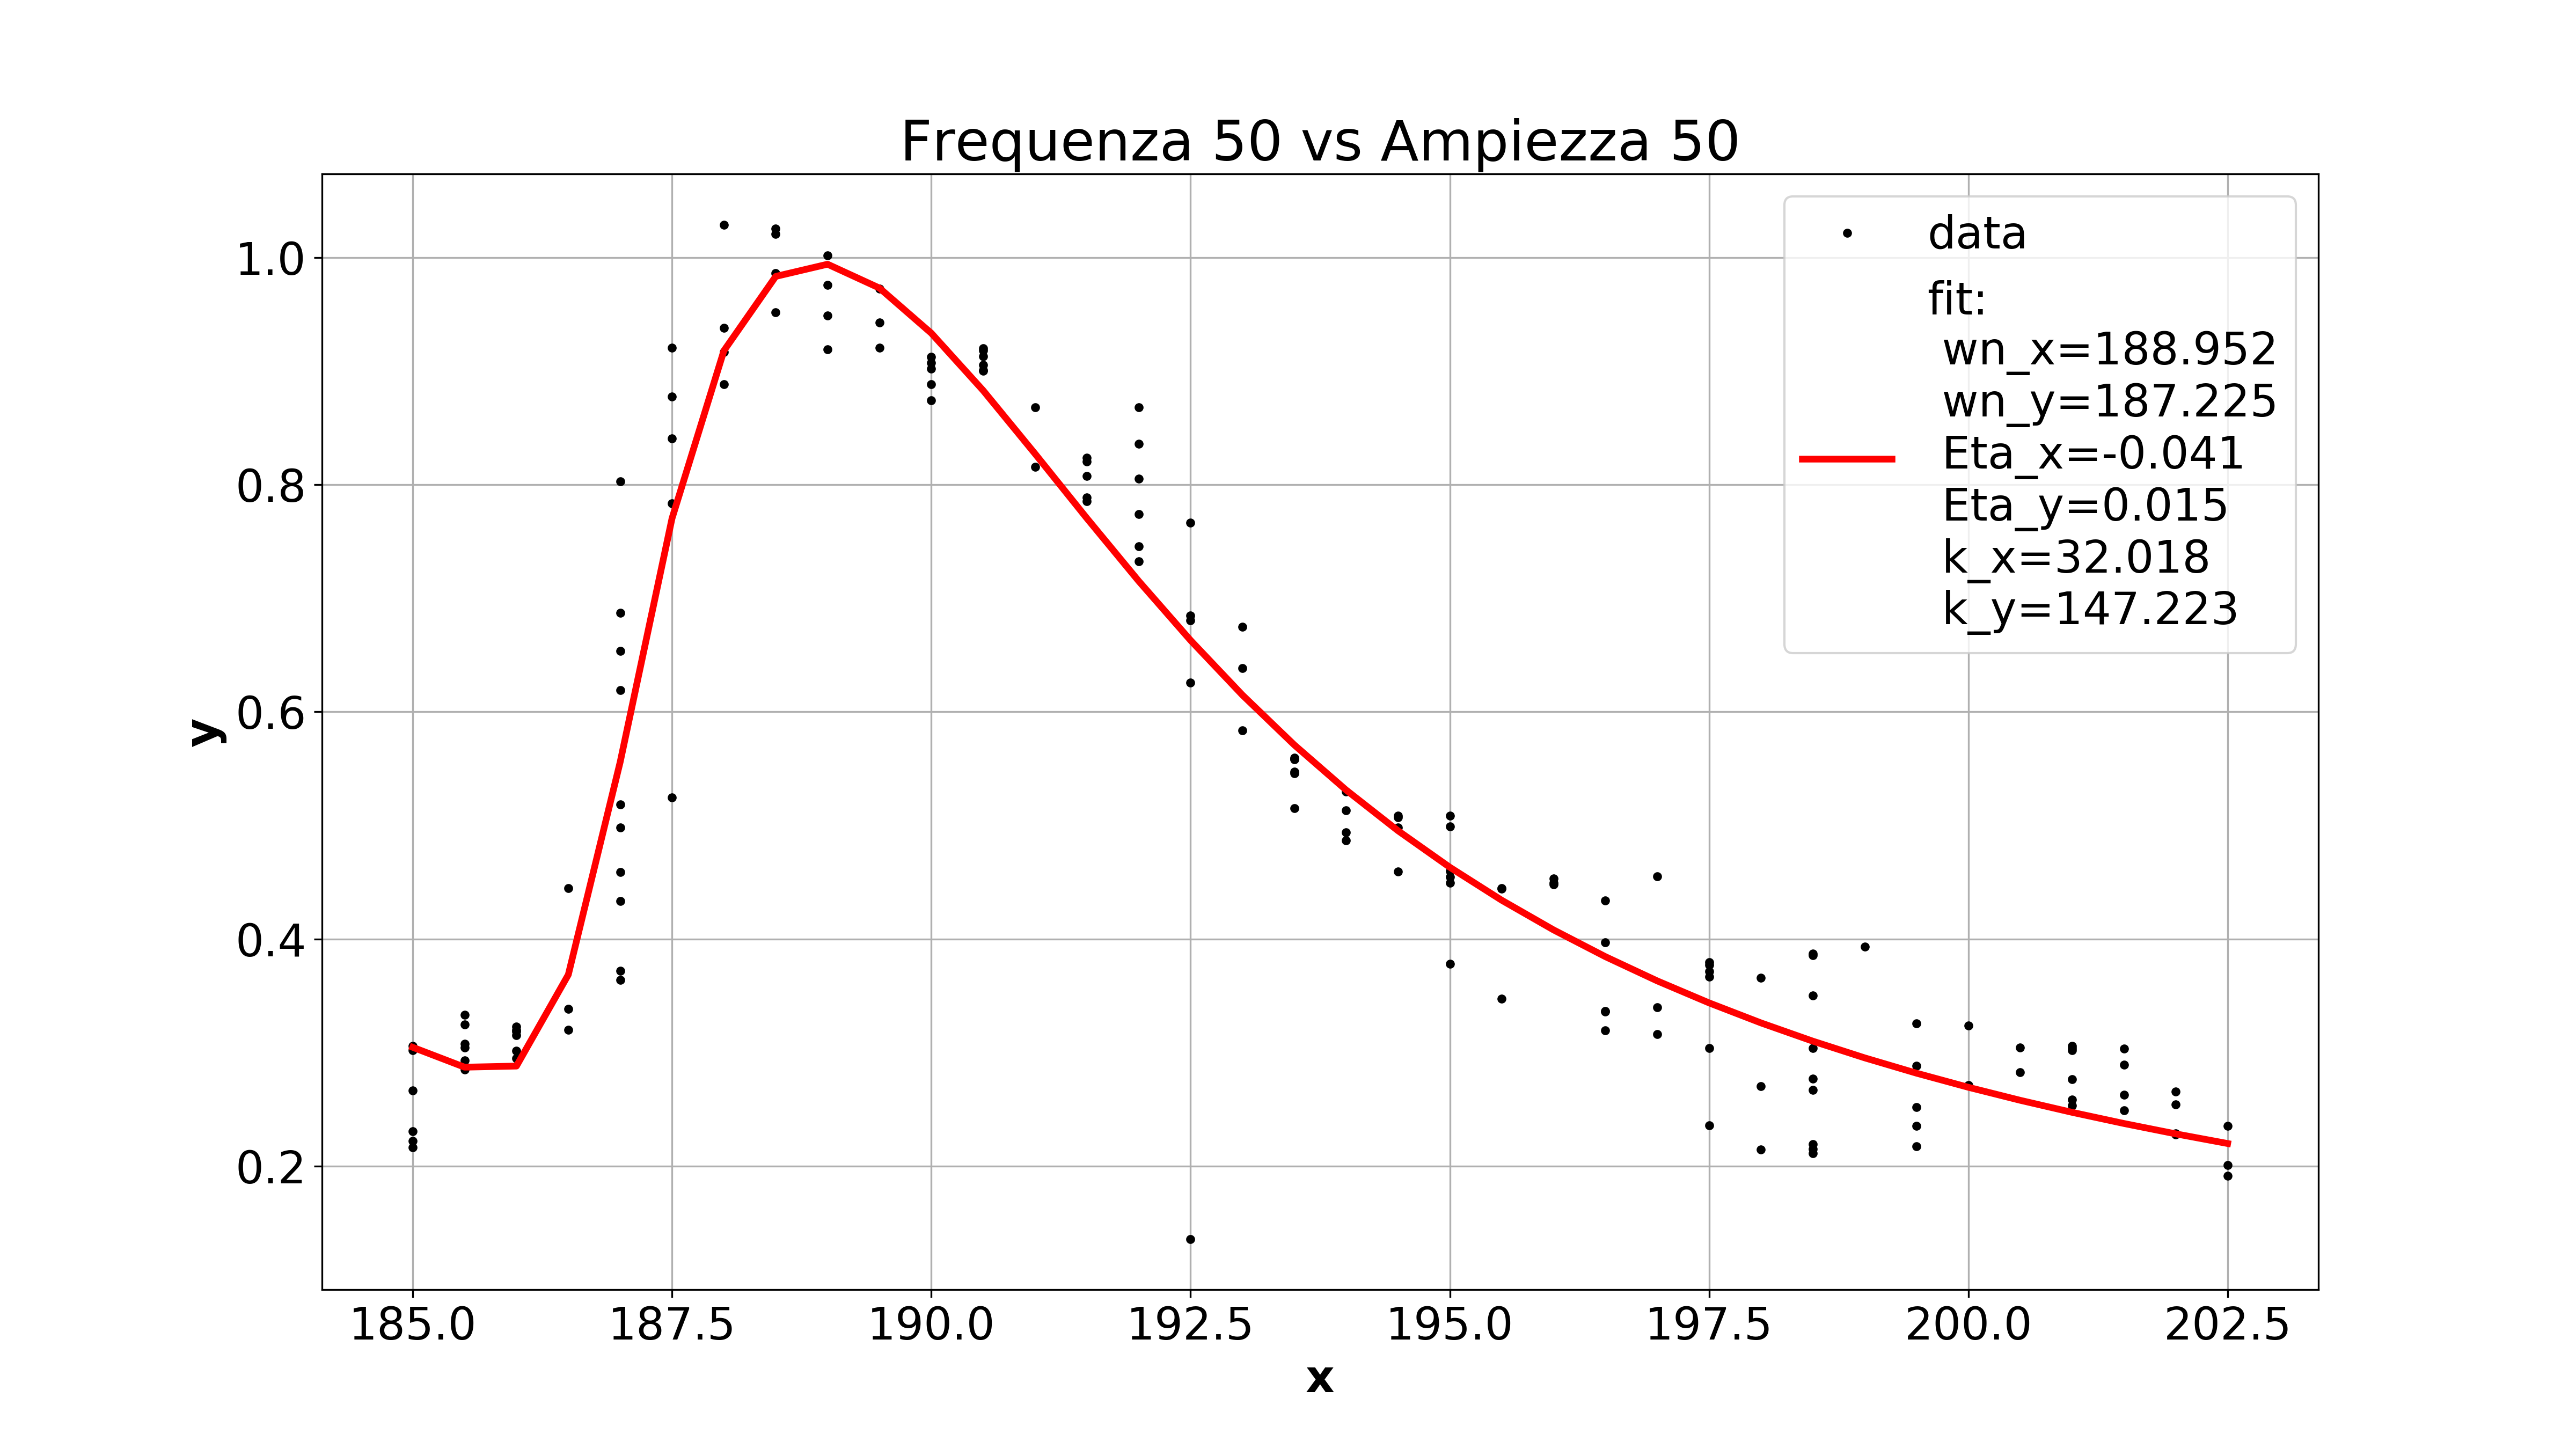 Frequenza 50 vs Ampiezza 50
data
fit:
wn_x=188.952
wn_y=187.225
Eta_x=-0.041
Eta_y=0.015
k_x=32.018
k_y=147.223
y
1.0
0.8
0.6
0.4
0.2
185.0 187.5 190.0 192.5 195.0 197.5 200.0 202.5
x